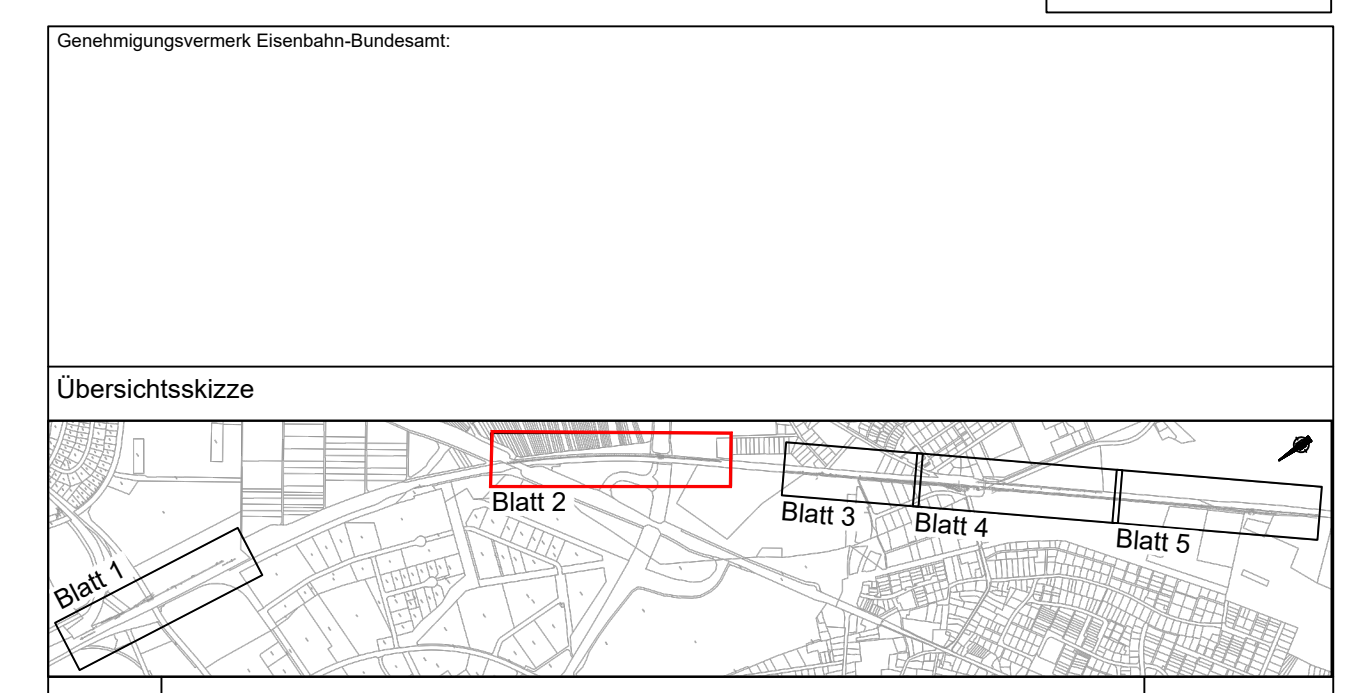 Genehmigungsvermerk Eisenbahn-Bundesamt:
Übersichtsskizze
Blatt 1
Blatt 2
Blatt 3
Blatt 4
Blatt 5